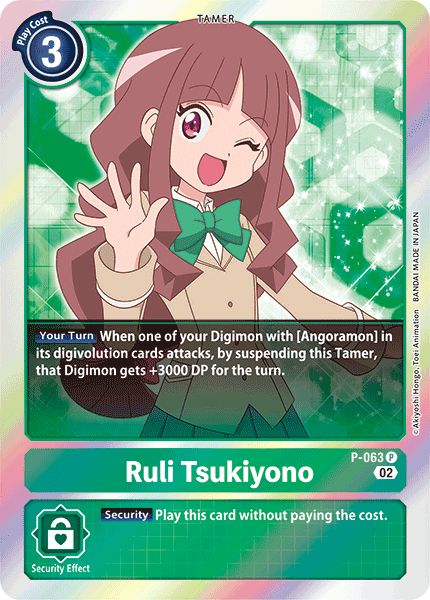 TAMER
Play Cost
3
Your Turn When one of your Digimon with [Angoramon] in
its digivolution cards attacks, by suspending this Tamer,
that Digimon gets +3000 DP for the turn.
©Akiyoshi Hongo, Toei Animation BANDAI MADE IN JAPAN
P-063 P
Ruli Tsukiyono
02
Security Play this card without paying the cost.
Security Effect